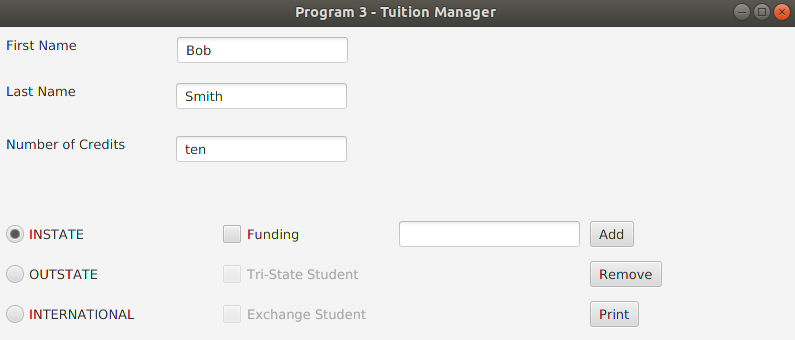 Program 3 - Tuition Manager
First Name Bob
Last Name Smith
Number of Credits ten
INSTATE Funding Add
OUTSTATE Tri-State Student Remove
INTERNATIONAL Exchange Student Print